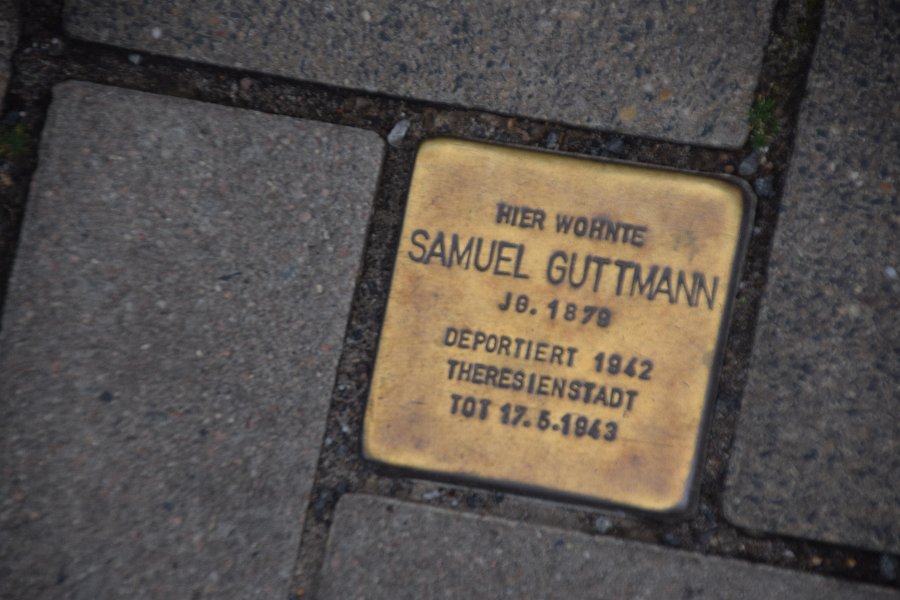 HIER WOHNTE
SAMUEL GUTTMANN
JG. 1879
DEPORTIERT 1942
THERESIENSTADT
TOT 17.5.1943